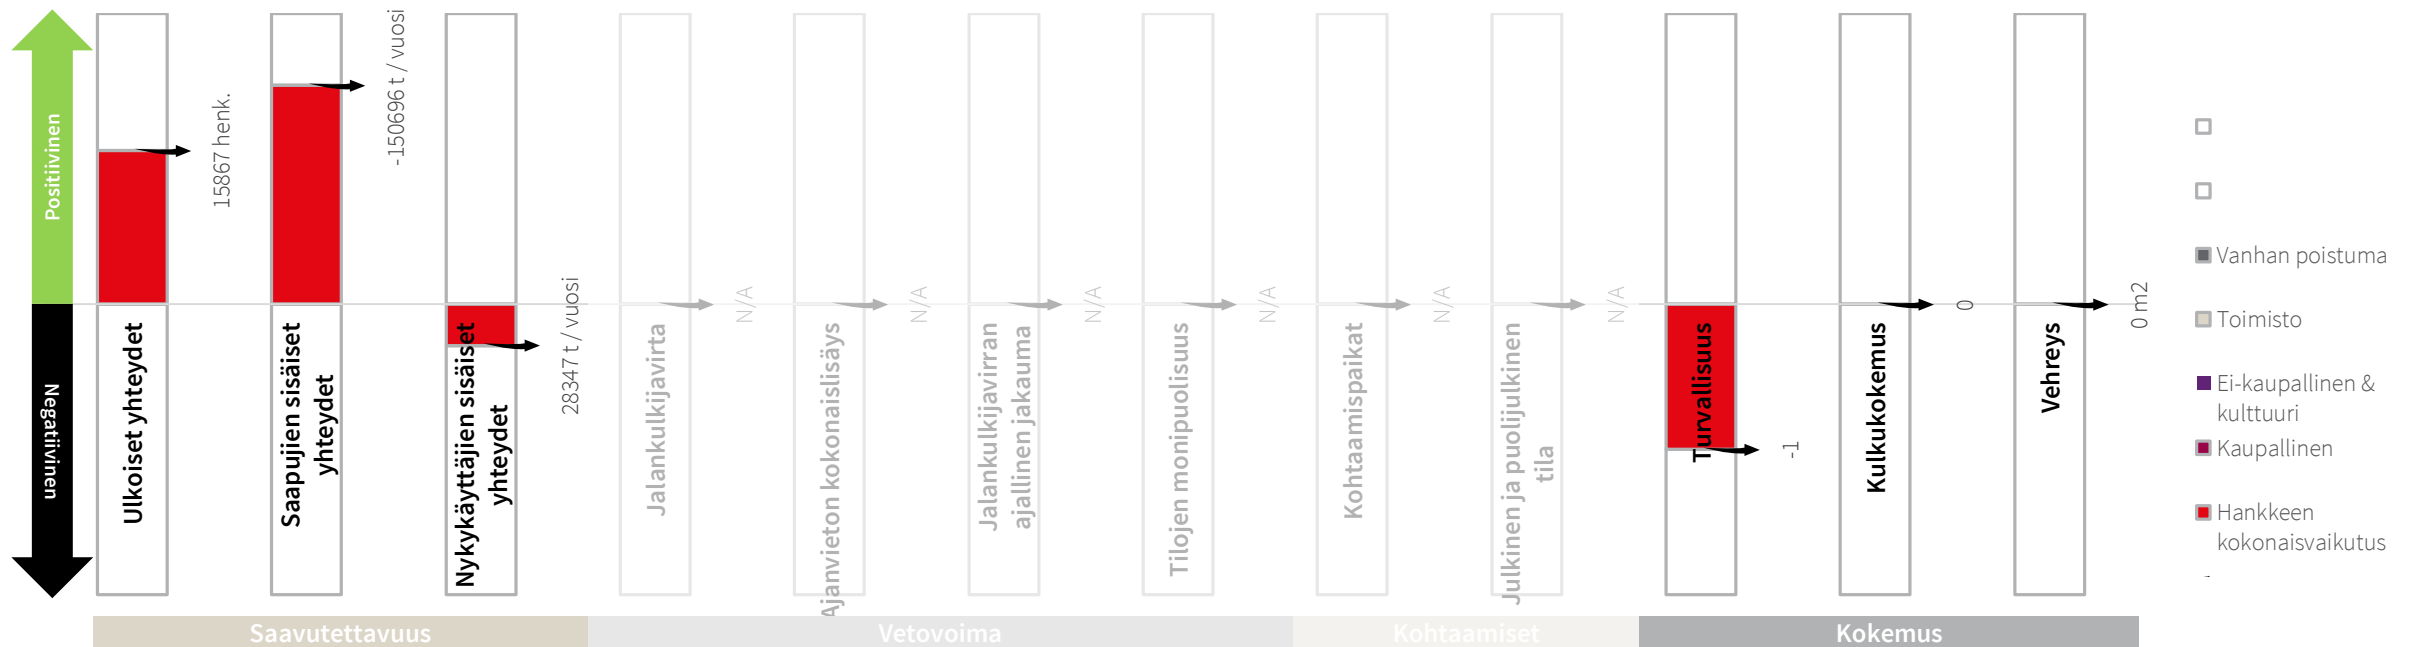 Positiivinen
Negatiivinen
15867 henk.
-150696 t / vuosi
28347 t / vuosi
N/A
N/A
N/A
N/A
N/A
N/A
-1
0
0 m2
Ulkoiset yhteydet
Saapujien sisäiset
yhteydet
Nykykäyttäjien sisäiset
yhteydet
Jalankulkijavirta
Ajanvieton kokonaislisäys
Jalankulkijavirran
ajallinen jakauma
Tilojen monipuolisuus
Kohtaamispaikat
Julkinen ja puolijulkinen
tila
Turvallisuus
Kulkukokemus
Vehreys
Saavutettavuus
Vetovoima
Kohtaamiset
Kokemus
Vanhan poistuma
Toimisto
Ei-kaupallinen &
kulttuuri
Kaupallinen
Hankkeen
kokonaisvaikutus